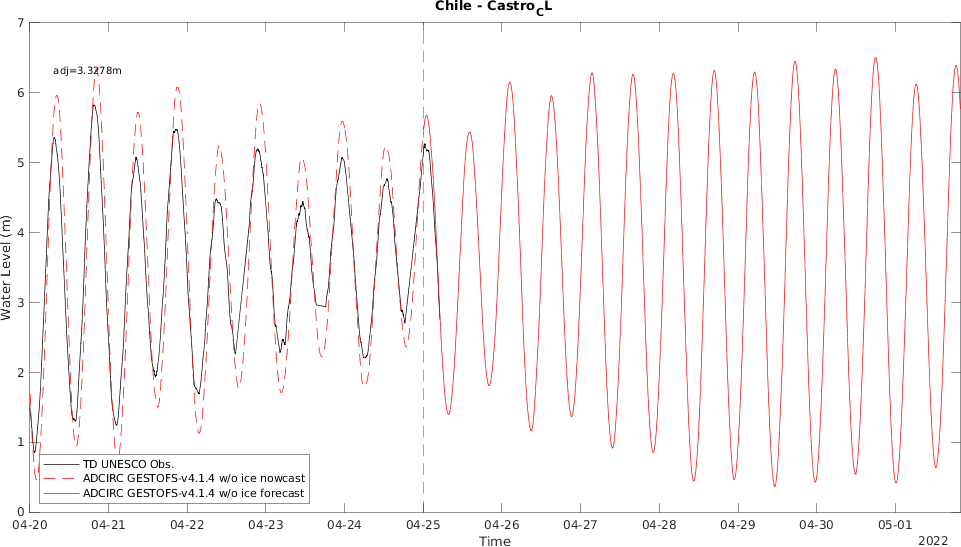 Chile - Castro_CL
adj=3.3278m
Water Level (m)
7
6
5
4
3
2
1
0
TD UNESCO Obs.
ADCIRC GESTOFS-v4.1.4 w/o ice nowcast
ADCIRC GESTOFS-v4.1.4 w/o ice forecast
04-20 04-21 04-22 04-23 04-24 04-25 04-26 04-27 04-28 04-29 04-30 05-01
Time
2022